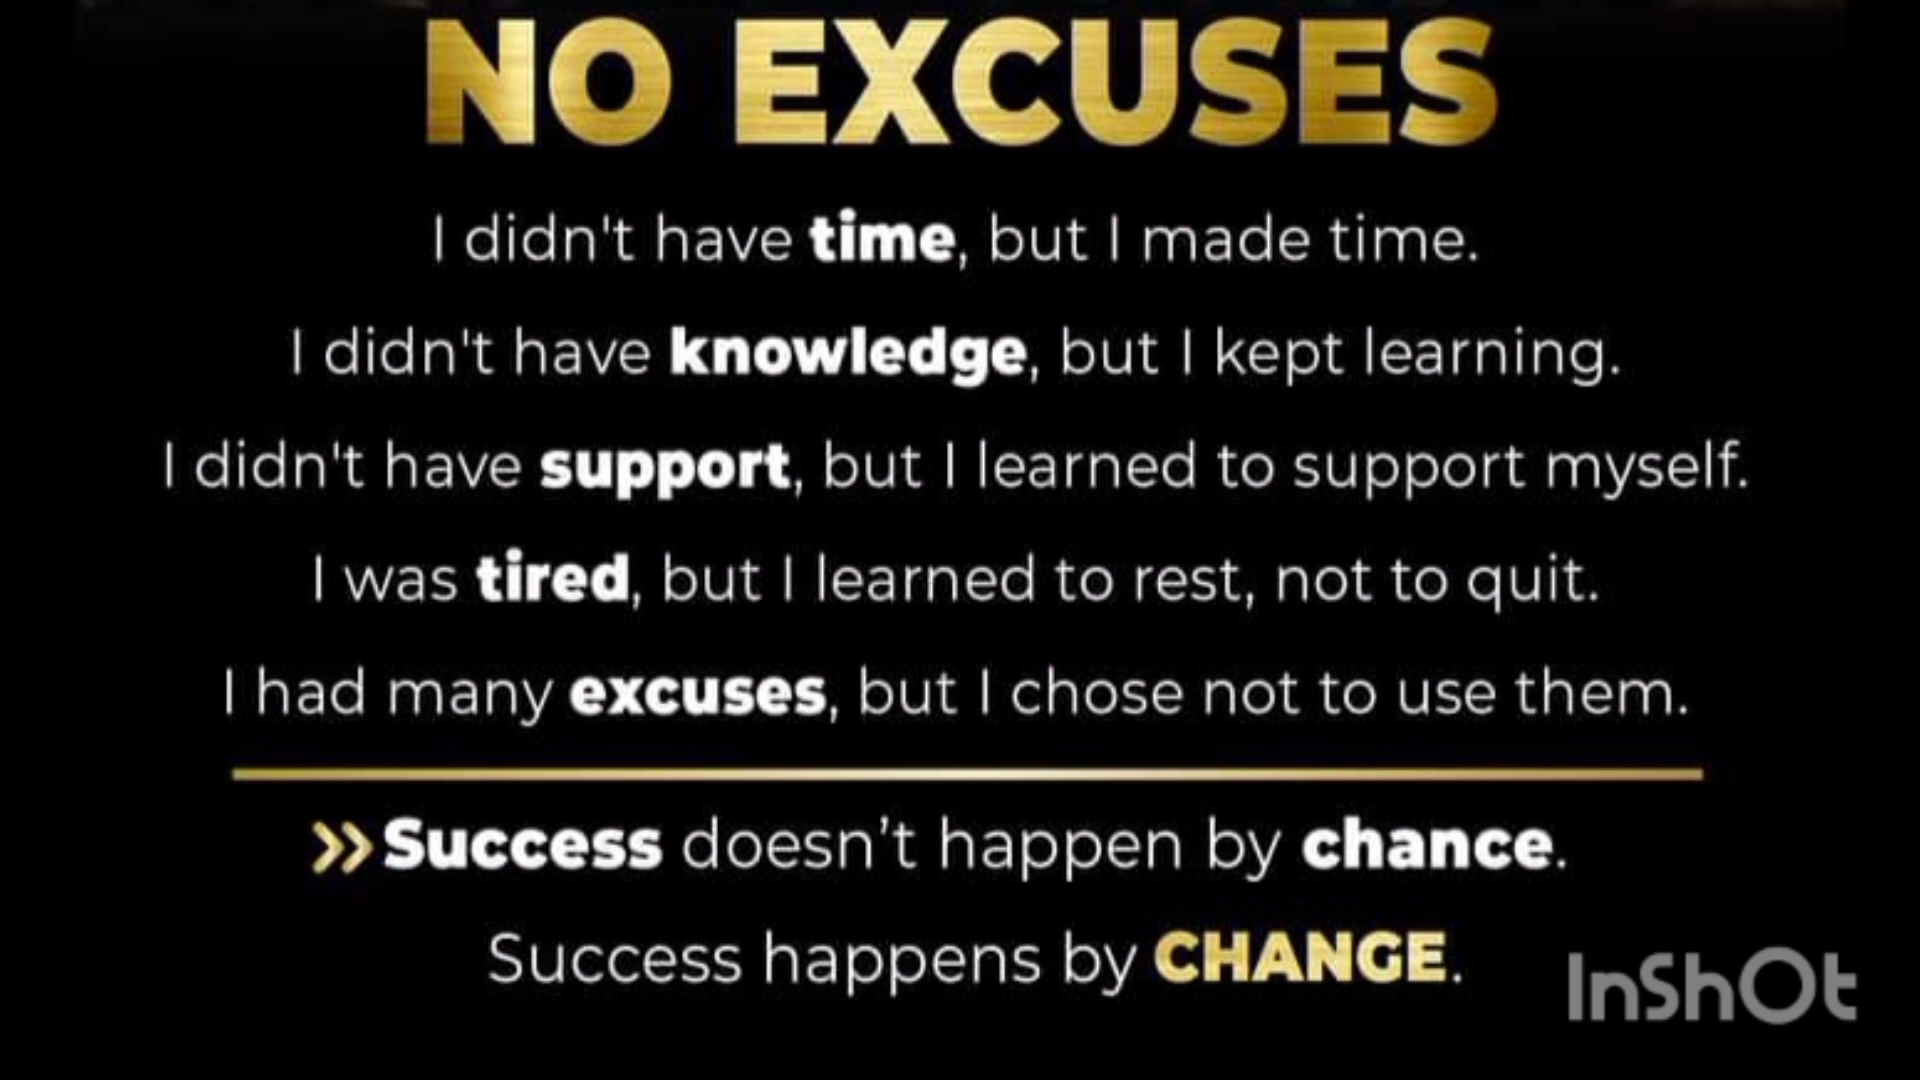 NO EXCUSES
I didn't have time, but I made time.
I didn't have knowledge, but I kept learning.
I didn't have support, but I learned to support myself.
I was tired, but I learned to rest, not to quit.
I had many excuses, but I chose not to use them.
»Success doesn’t happen by chance.
Success happens by CHANGE.
InShOt